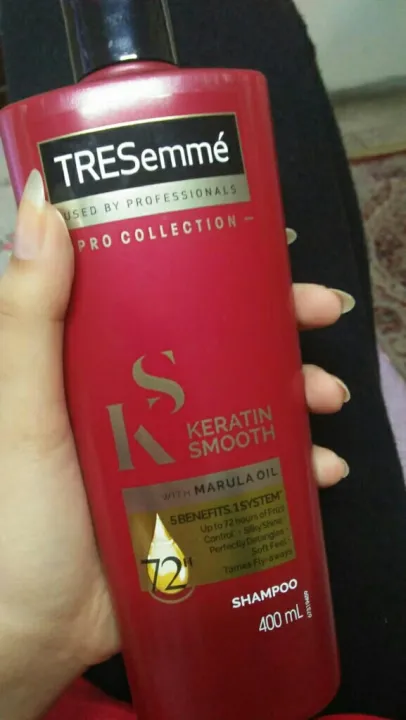 TRESemmé
USED BY PROFESSIONALS
PRO COLLECTION
KS
KERATIN
SMOOTH
WITH MARULA OIL
5 BENEFITS, 1 SYSTEM*
Up to 72 hours of Frizz
Control • Silky Shine •
Perfectly Detangles •
Soft Feel •
Tames Fly-aways
72H
SHAMPOO
400 mL